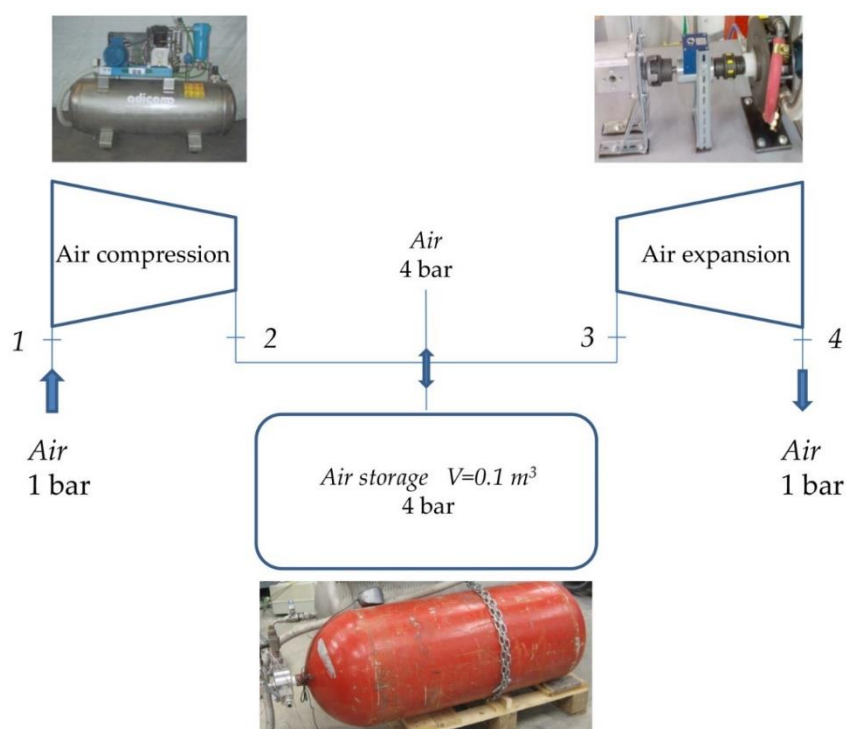 odicomp
Air compression
Air
4 bar
Air expansion
1
2
3
4
Air
1 bar
Air storage V=0.1 m³
4 bar
Air
1 bar